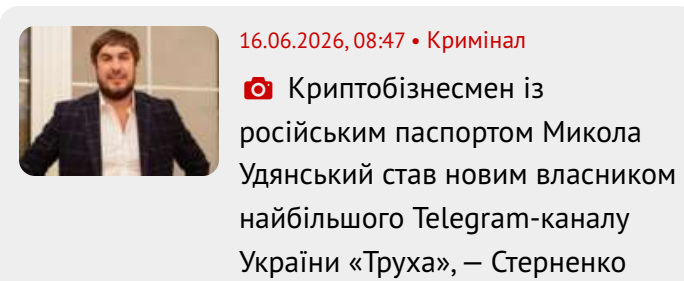 16.06.2026, 08:47 • Кримінал
Криптобізнесмен із
російським паспортом Микола
Удянський став новим власником
найбільшого Telegram-каналу
України «Труха», — Стерненко